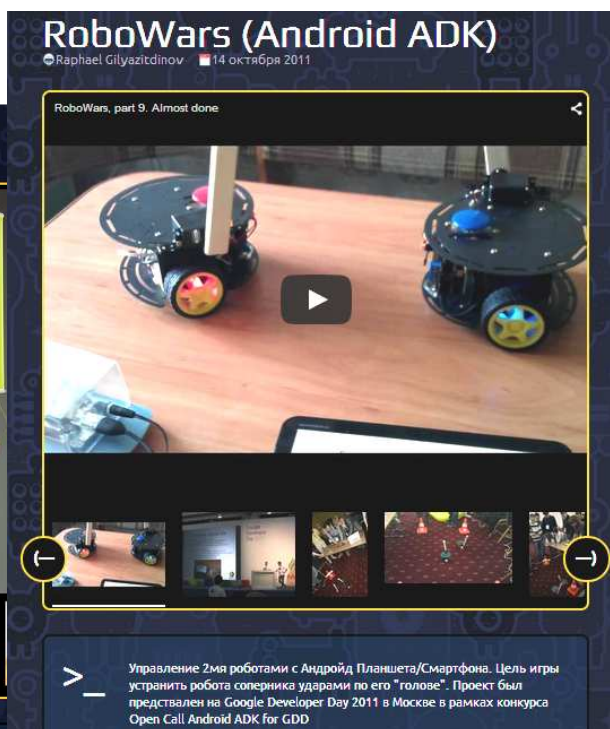 RoboWars (Android ADK)
Raphael Gilyazitdinov 14 октября 2011
RoboWars, part 9. Almost done
>_
Управление 2мя роботами с Андройд Планшета/Смартфона. Цель игры
устранить робота соперника ударами по его "голове". Проект был
предствален на Google Developer Day 2011 в Москве в рамках конкурса
Open Call Android ADK for GDD